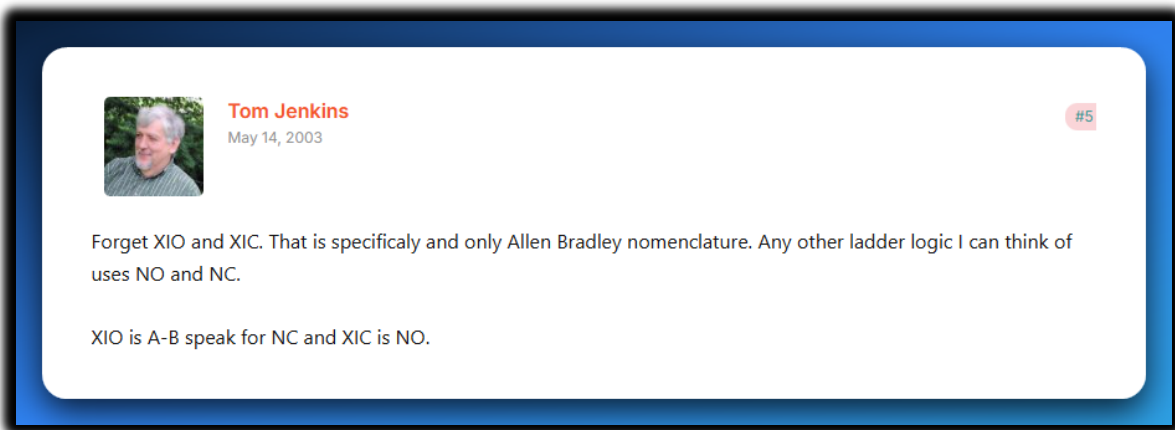 Tom Jenkins
#5
May 14, 2003
Forget XIO and XIC. That is specificaly and only Allen Bradley nomenclature. Any other ladder logic I can think of
uses NO and NC.
XIO is A-B speak for NC and XIC is NO.